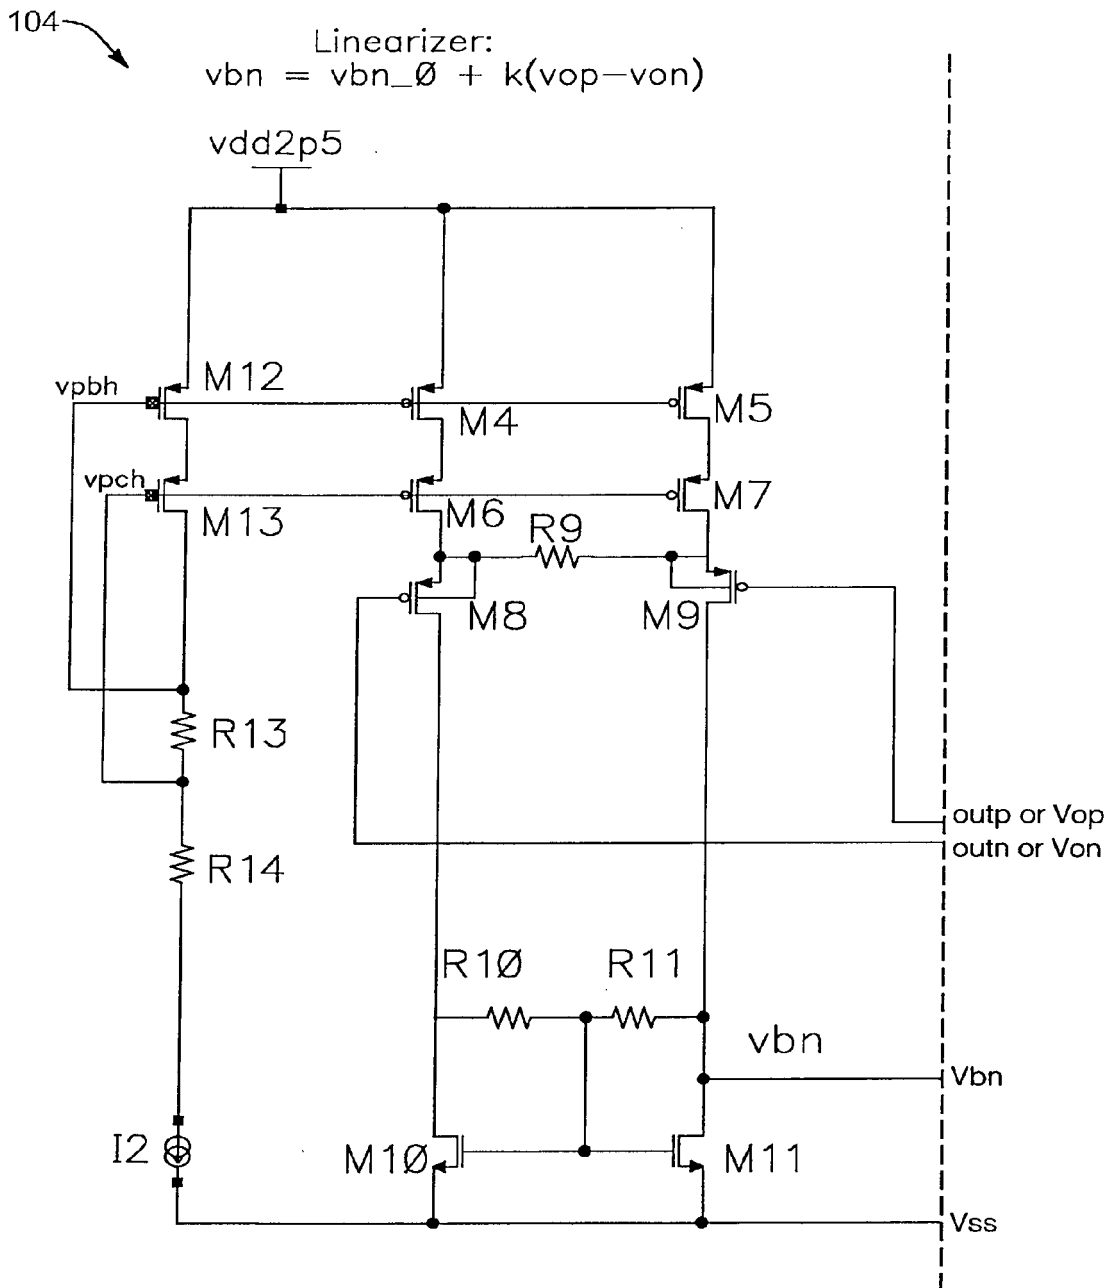 104
Linearizer:
vbn = vbn_Ø + k(vop-von)
vdd2p5
vpbh
M12
M4
M5
vpch
M13
M6
M7
R9
M8
M9
R13
outp or Vop
outn or Von
R14
R1Ø
R11
vbn
Vbn
I2
M1Ø
M11
Vss